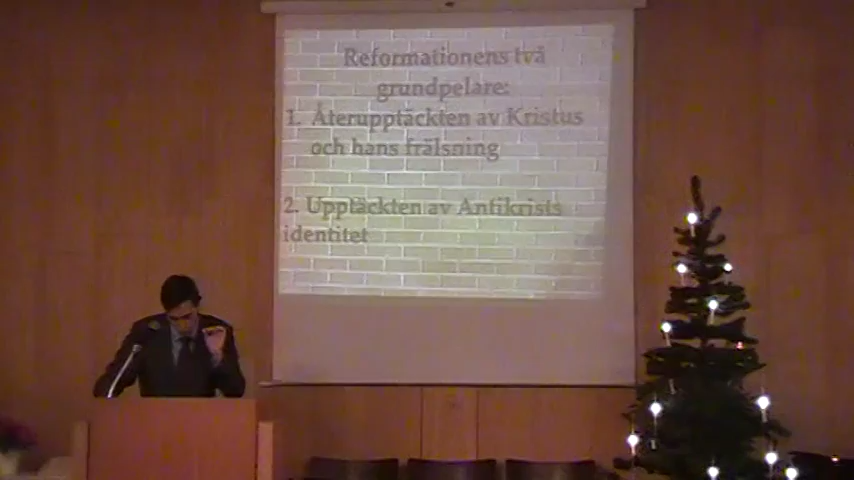 Reformationens två
grundpelare:
1. Återupptäckten av Kristus
och hans frälsning
2. Upptäckten av Antikrists
identitet